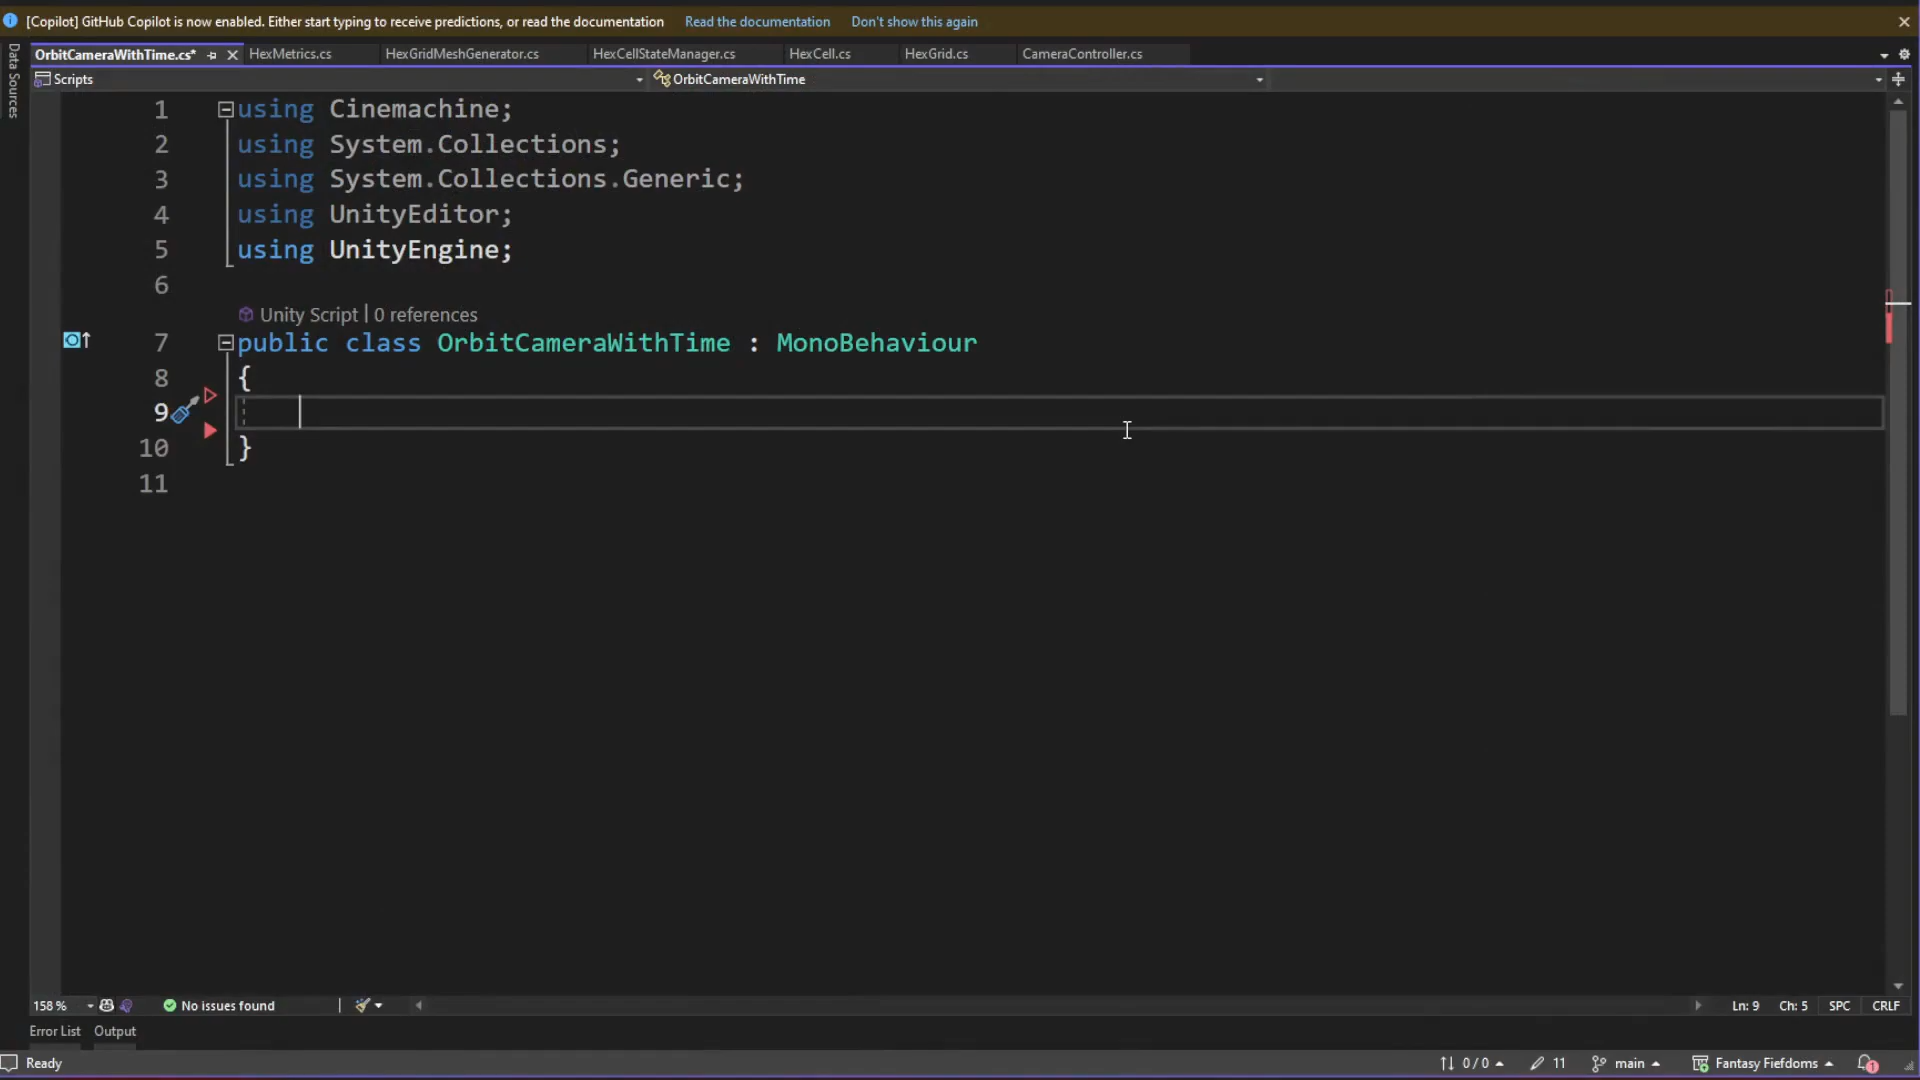 [Copilot] GitHub Copilot is now enabled. Either start typing to receive predictions, or read the documentation Read the documentation Don't show this again
Data Sources
OrbitCameraWithTime.cs* HexMetrics.cs HexGridMeshGenerator.cs HexCellStateManager.cs HexCell.cs HexGrid.cs CameraController.cs
Scripts OrbitCameraWithTime
1 using Cinemachine;
2 using System.Collections;
3 using System.Collections.Generic;
4 using UnityEditor;
5 using UnityEngine;
6
Unity Script | 0 references
7 public class OrbitCameraWithTime : MonoBehaviour
8 {
9
10 }
11
158 % No issues found Ln: 9 Ch: 5 SPC CRLF
Error List Output
Ready 0 / 0 11 main Fantasy Fiefdoms 1